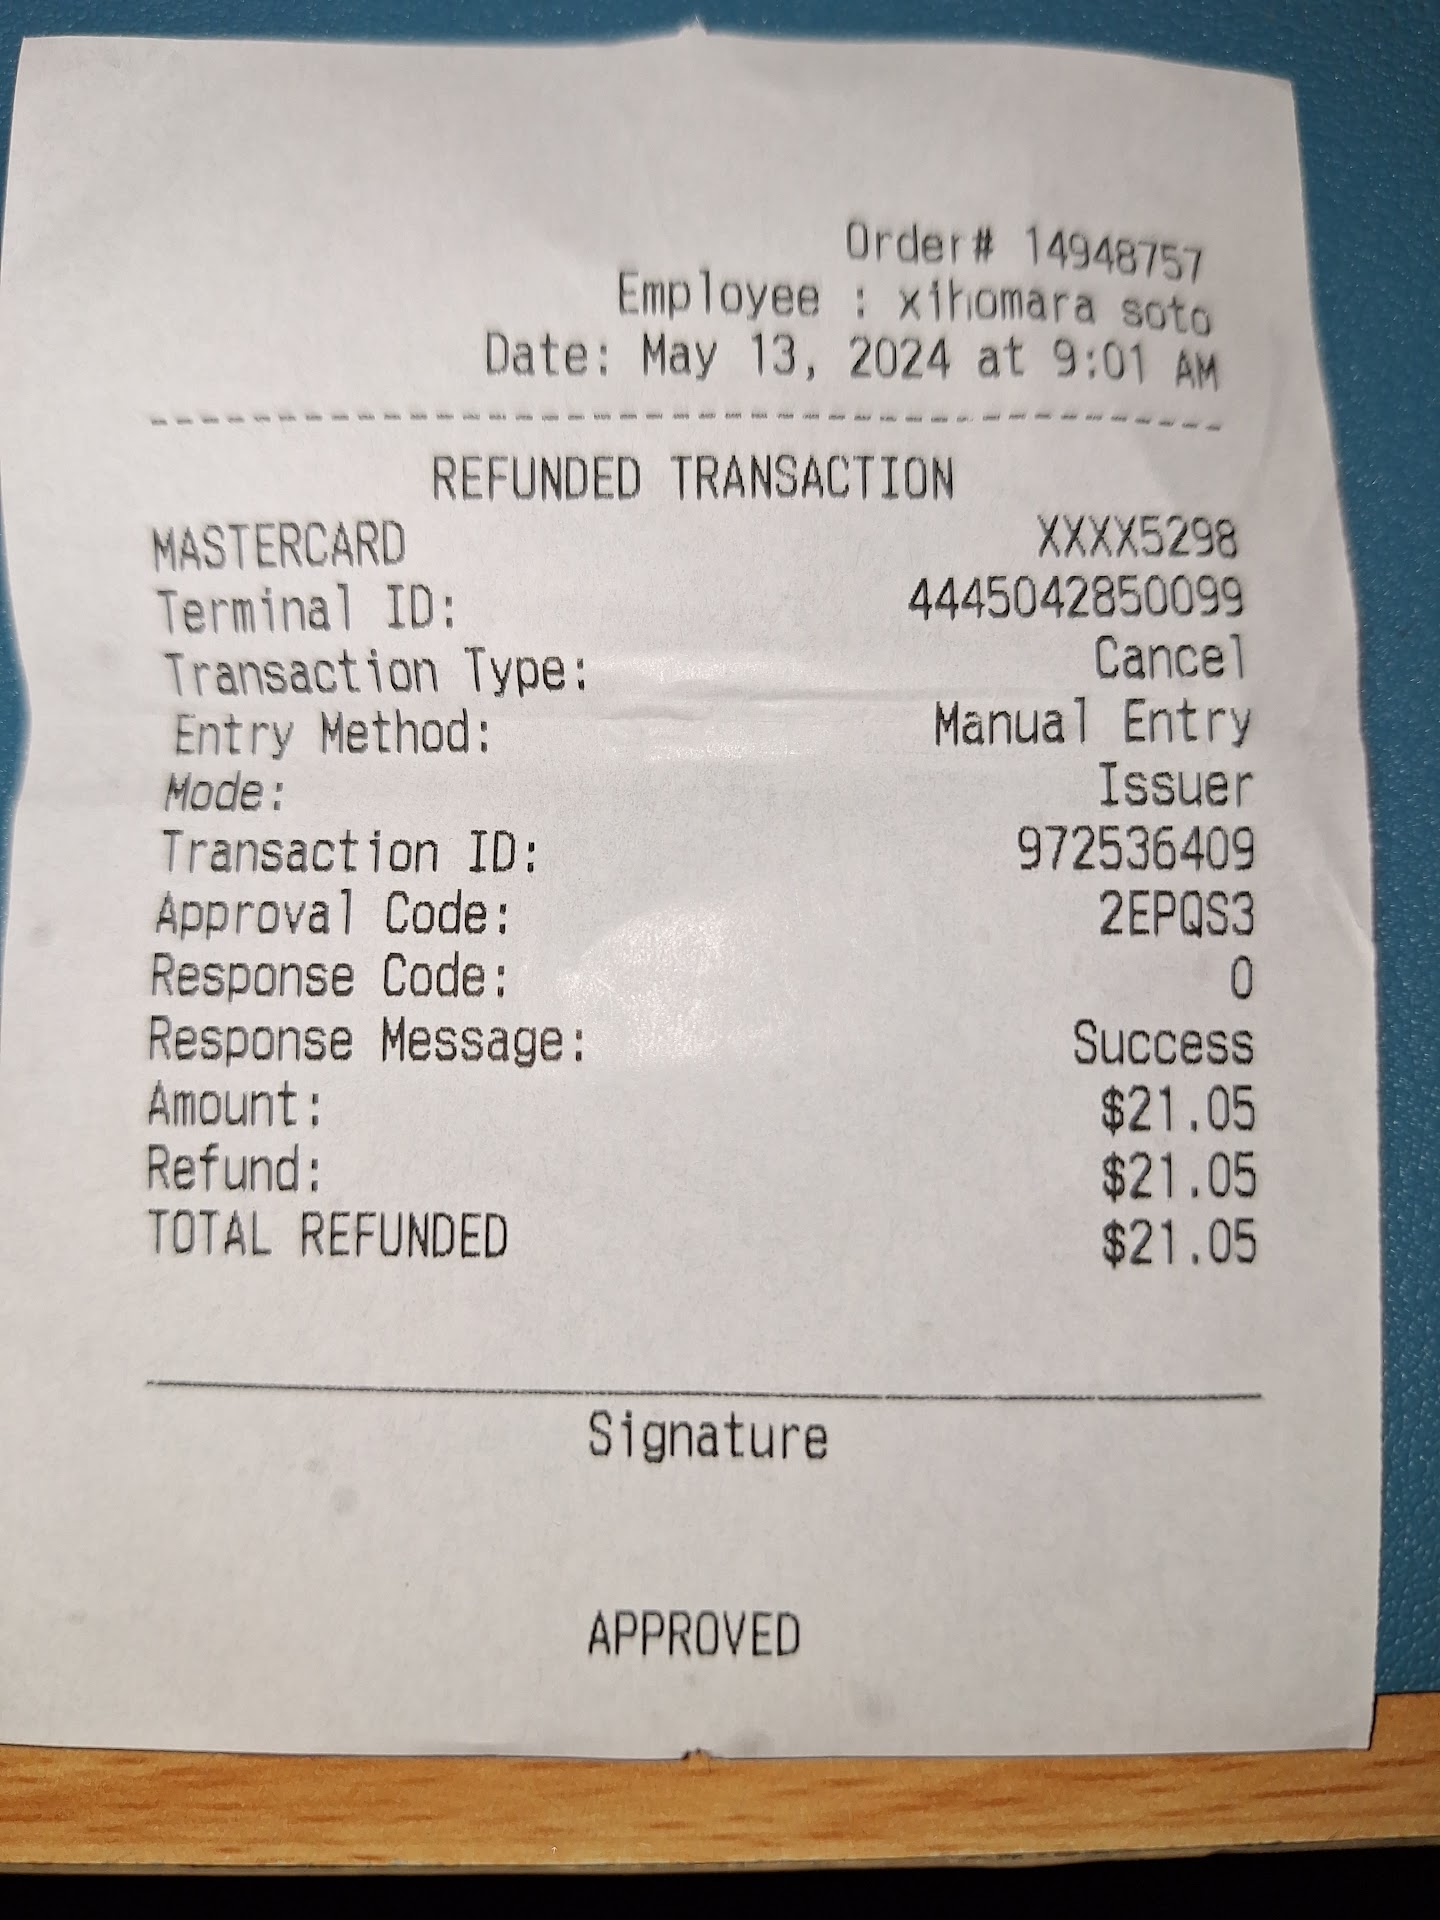 Order# 14948757
Employee : xihomara soto
Date: May 13, 2024 at 9:01 AM
--------------------------------------------
REFUNDED TRANSACTION
MASTERCARD XXXX5298
Terminal ID: 4445042850099
Transaction Type: Cancel
Entry Method: Manual Entry
Mode: Issuer
Transaction ID: 972536409
Approval Code: 2EPQS3
Response Code: 0
Response Message: Success
Amount: $21.05
Refund: $21.05
TOTAL REFUNDED $21.05
Signature
APPROVED